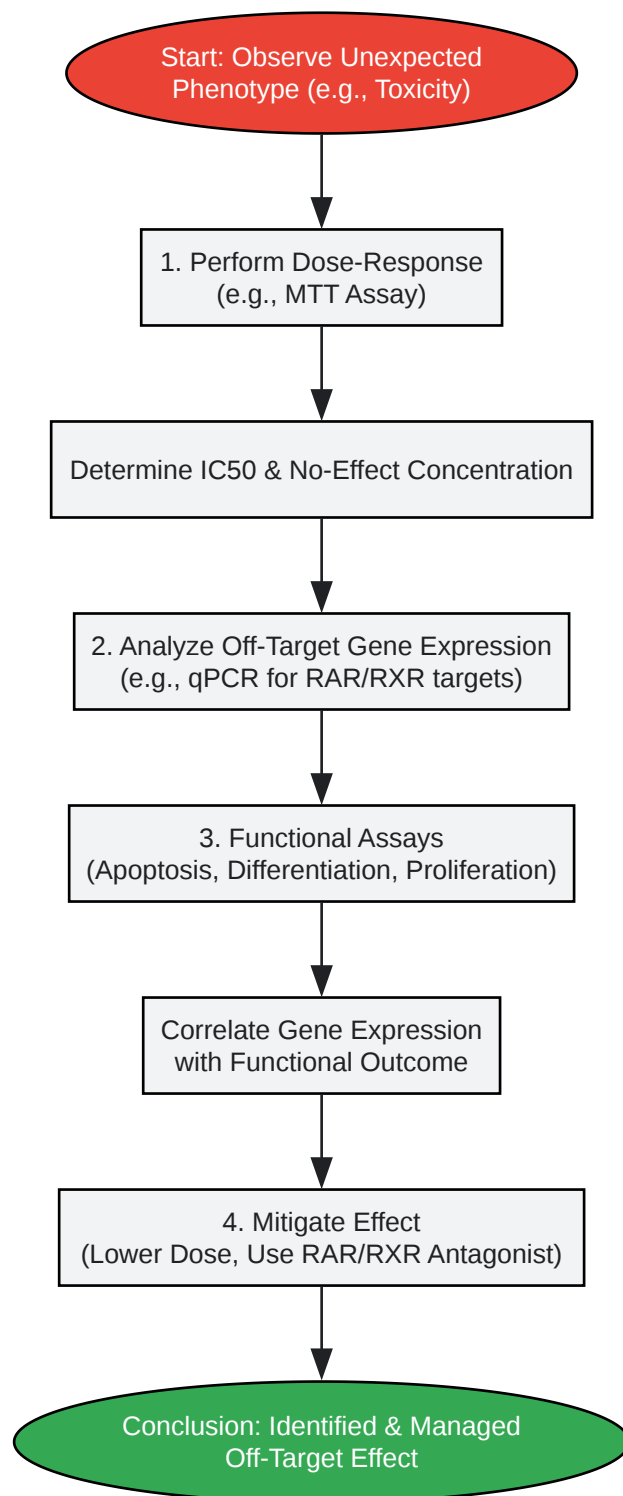 Start: Observe Unexpected
Phenotype (e.g., Toxicity)
1. Perform Dose-Response
(e.g., MTT Assay)
Determine IC50 & No-Effect Concentration
2. Analyze Off-Target Gene Expression
(e.g., qPCR for RAR/RXR targets)
3. Functional Assays
(Apoptosis, Differentiation, Proliferation)
Correlate Gene Expression
with Functional Outcome
4. Mitigate Effect
(Lower Dose, Use RAR/RXR Antagonist)
Conclusion: Identified & Managed
Off-Target Effect